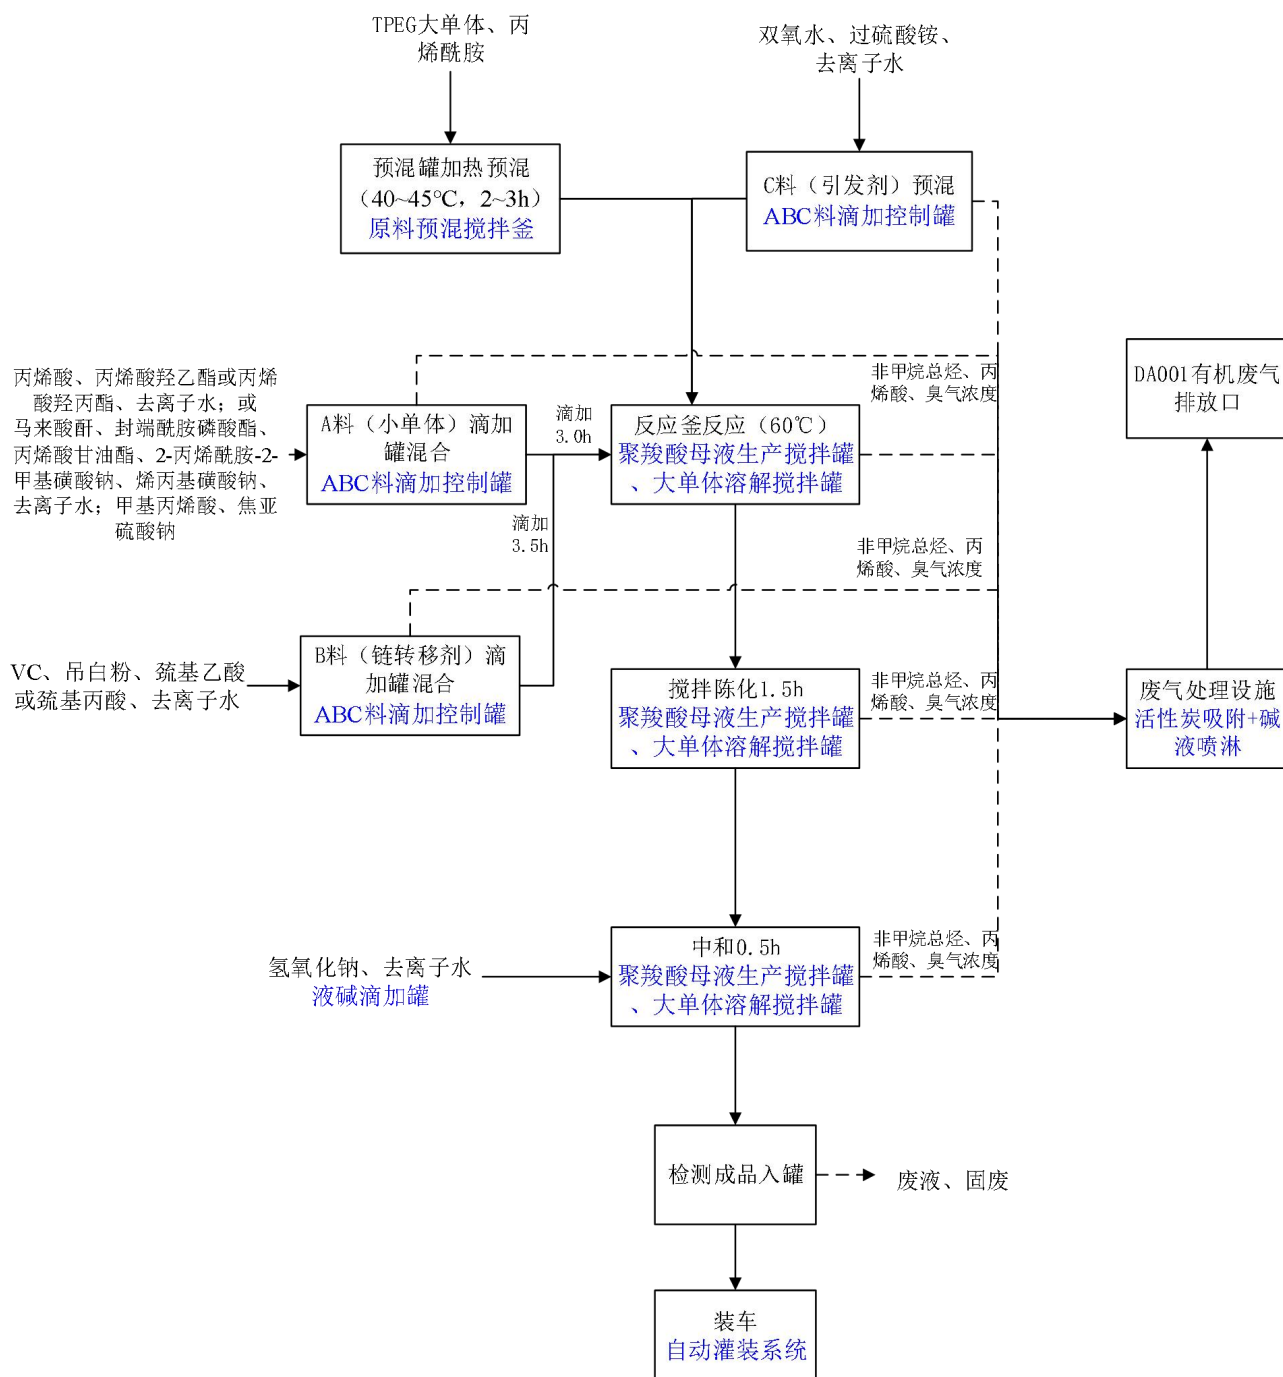 TPEG大单体、丙
烯酰胺
双氧水、过硫酸铵、
去离子水
预混罐加热预混
（40~45℃，2~3h）
原料预混搅拌釜
C料（引发剂）预混
ABC料滴加控制罐
丙烯酸、丙烯酸羟乙酯或丙烯
酸羟丙酯、去离子水；或
马来酸酐、封端酰胺磷酸酯、
丙烯酸甘油酯、2-丙烯酰胺-2-
甲基磺酸钠、烯丙基磺酸钠、
去离子水；甲基丙烯酸、焦亚
硫酸钠
A料（小单体）滴加
罐混合
ABC料滴加控制罐
滴加
3.0h
反应釜反应（60℃）
聚羧酸母液生产搅拌罐
、大单体溶解搅拌罐
非甲烷总烃、丙
烯酸、臭气浓度
DA001有机废气
排放口
滴加
3.5h
非甲烷总烃、丙
烯酸、臭气浓度
VC、吊白粉、巯基乙酸
或巯基丙酸、去离子水
B料（链转移剂）滴
加罐混合
ABC料滴加控制罐
搅拌陈化1.5h
聚羧酸母液生产搅拌罐
、大单体溶解搅拌罐
非甲烷总烃、丙
烯酸、臭气浓度
废气处理设施
活性炭吸附+碱
液喷淋
氢氧化钠、去离子水
液碱滴加罐
中和0.5h
聚羧酸母液生产搅拌罐
、大单体溶解搅拌罐
非甲烷总烃、丙
烯酸、臭气浓度
检测成品入罐
废液、固废
装车
自动灌装系统